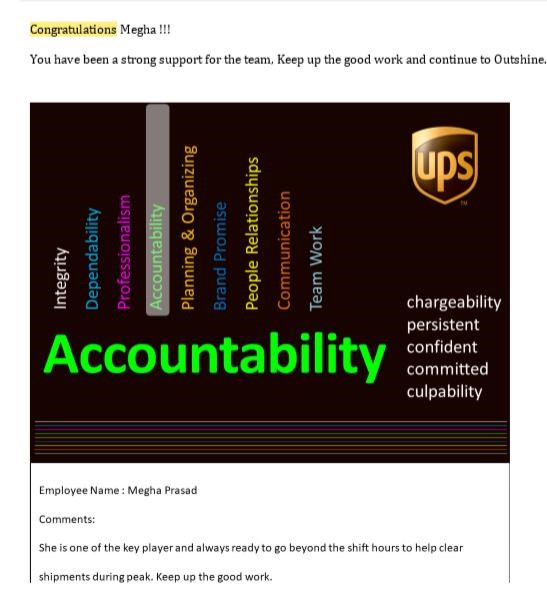 Congratulations Megha !!!
You have been a strong support for the team, Keep up the good work and continue to Outshine.
ups
TM
Integrity
Dependability
Professionalism
Accountability
Planning & Organizing
Brand Promise
People Relationships
Communication
Team Work
chargeability
persistent
confident
committed
culpability
Accountability
Employee Name : Megha Prasad
Comments:
She is one of the key player and always ready to go beyond the shift hours to help clear
shipments during peak. Keep up the good work.